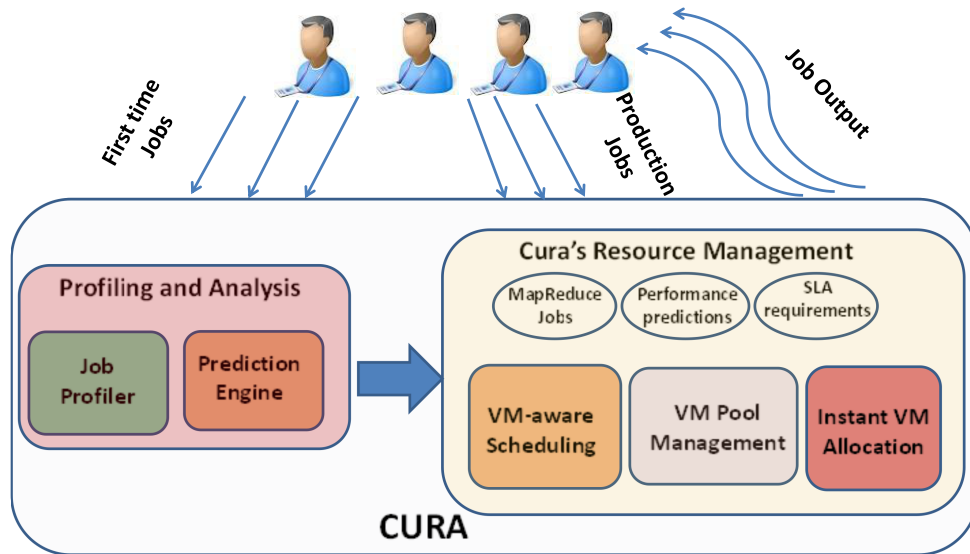 First time
Jobs
Production
Jobs
Job Output
Cura's Resource Management
Profiling and Analysis
MapReduce
Jobs
Performance
predictions
SLA
requirements
Job
Profiler
Prediction
Engine
VM-aware
Scheduling
VM Pool
Management
Instant VM
Allocation
CURA